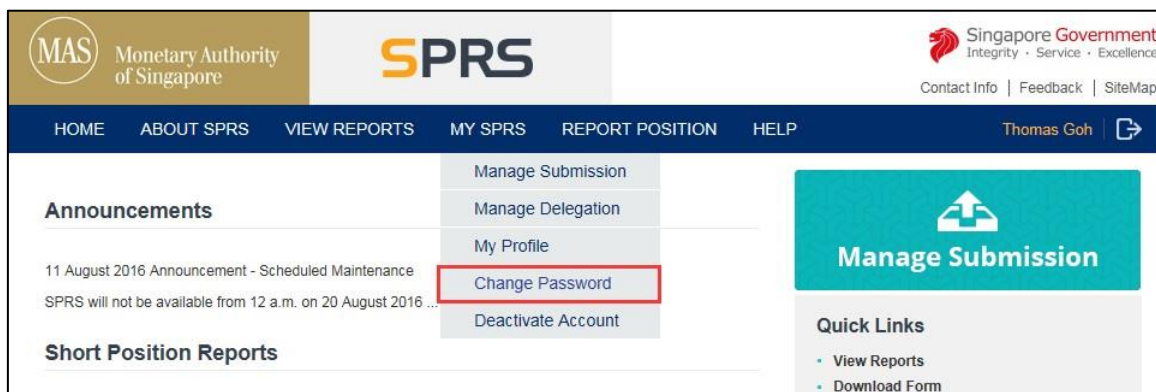 MAS
Monetary Authority
of Singapore
SPRS
Singapore Government
Integrity · Service · Excellence
Contact Info | Feedback | SiteMap
HOME ABOUT SPRS VIEW REPORTS MY SPRS REPORT POSITION HELP Thomas Goh
Manage Submission
Manage Delegation
My Profile
Change Password
Deactivate Account
Announcements
11 August 2016 Announcement - Scheduled Maintenance
SPRS will not be available from 12 a.m. on 20 August 2016 ...
Short Position Reports
Manage Submission
Quick Links
• View Reports
• Download Form